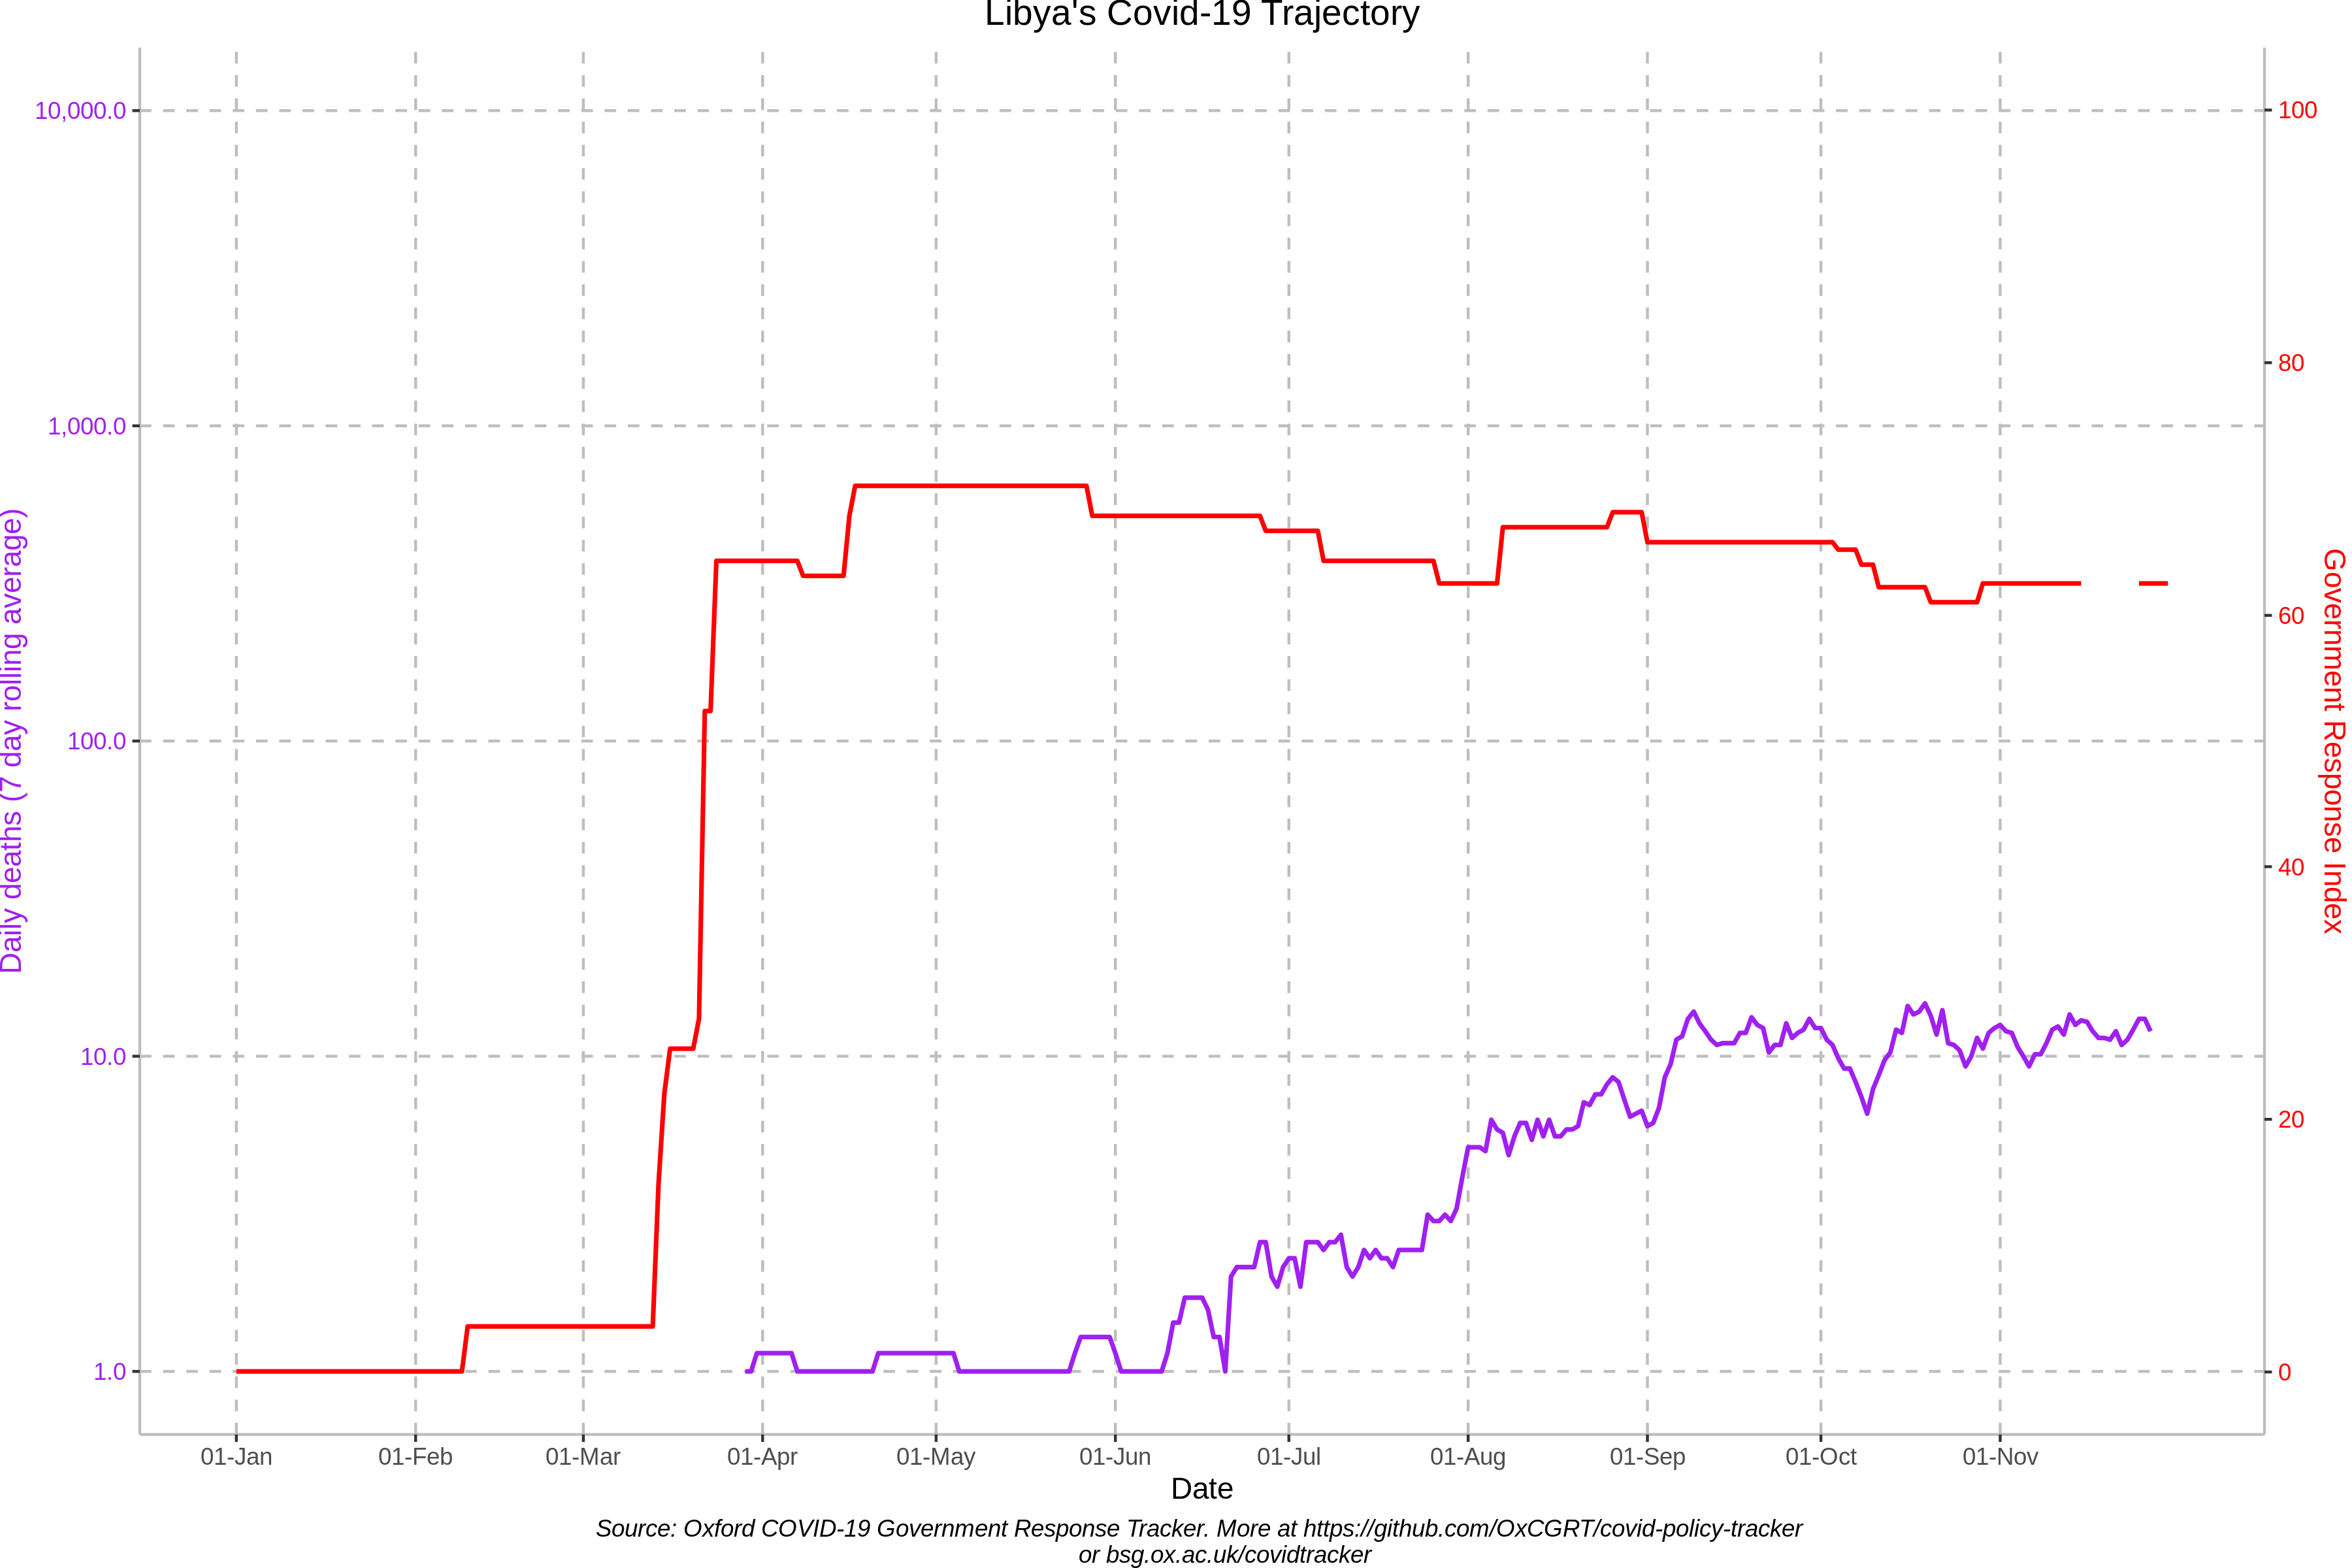 Libya's Covid-19 Trajectory
10,000.0
1,000.0
100.0
10.0
1.0
Daily deaths (7 day rolling average)
100
80
60
40
20
0
Government Response Index
01-Jan 01-Feb 01-Mar 01-Apr 01-May 01-Jun 01-Jul 01-Aug 01-Sep 01-Oct 01-Nov
Date
Source: Oxford COVID-19 Government Response Tracker. More at https://github.com/OxCGRT/covid-policy-tracker
or bsg.ox.ac.uk/covidtracker